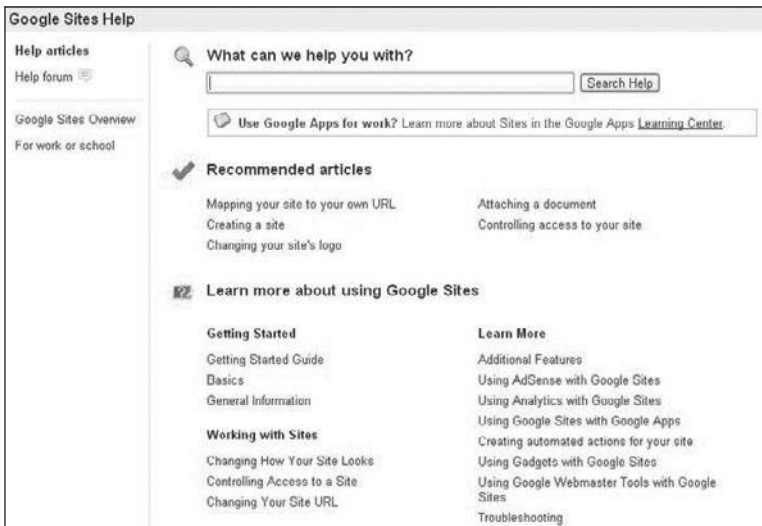 Google Sites Help
Help articles
Help forum
Google Sites Overview
For work or school
What can we help you with?
Search Help
Use Google Apps for work? Learn more about Sites in the Google Apps Learning Center.
Recommended articles
Mapping your site to your own URL
Creating a site
Changing your site's logo
Attaching a document
Controlling access to your site
Learn more about using Google Sites
Getting Started
Getting Started Guide
Basics
General Information
Working with Sites
Changing How Your Site Looks
Controlling Access to a Site
Changing Your Site URL
Learn More
Additional Features
Using AdSense with Google Sites
Using Analytics with Google Sites
Using Google Sites with Google Apps
Creating automated actions for your site
Using Gadgets with Google Sites
Using Google Webmaster Tools with Google
Sites
Troubleshooting